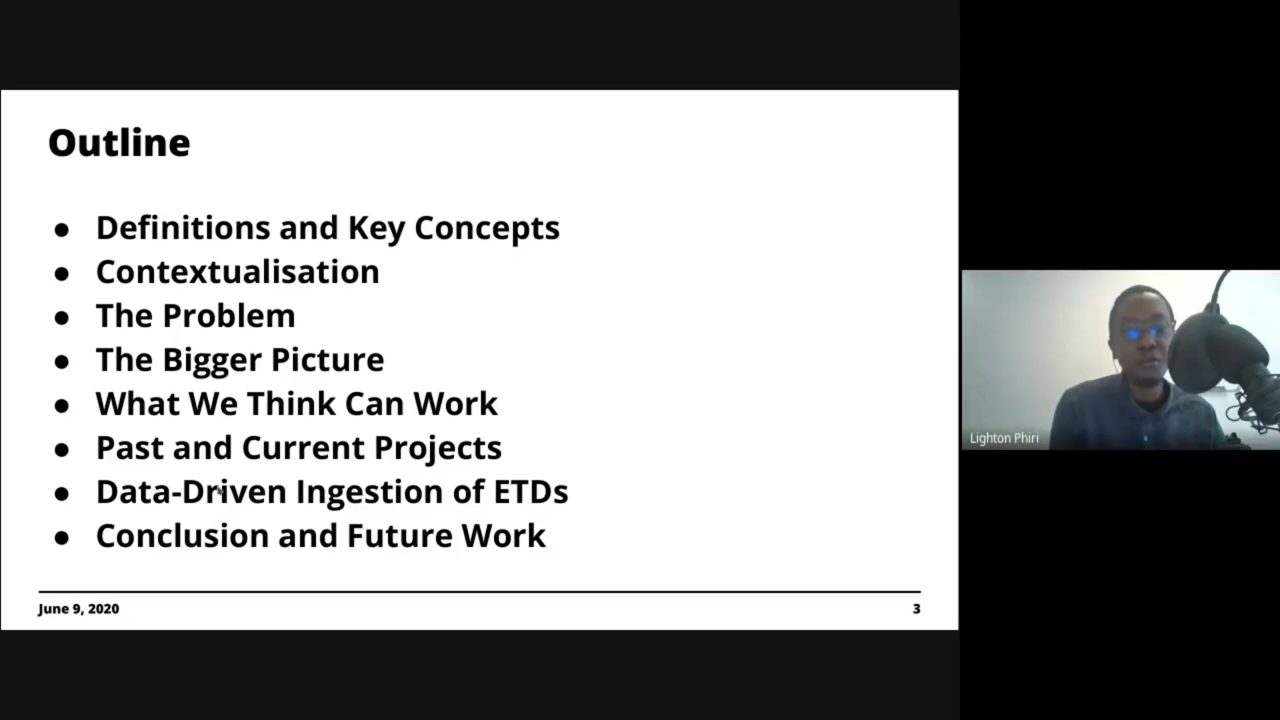 Outline
● Definitions and Key Concepts
● Contextualisation
● The Problem
● The Bigger Picture
● What We Think Can Work
● Past and Current Projects
● Data-Driven Ingestion of ETDs
● Conclusion and Future Work
June 9, 2020
3
Lighton Phiri